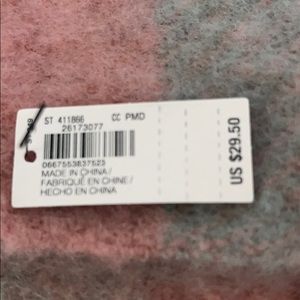 ST 411866 CC PMD
26173077
0667553837523
MADE IN CHINA /
FABRIQUÉ EN CHINE /
HECHO EN CHINA
US $29.50